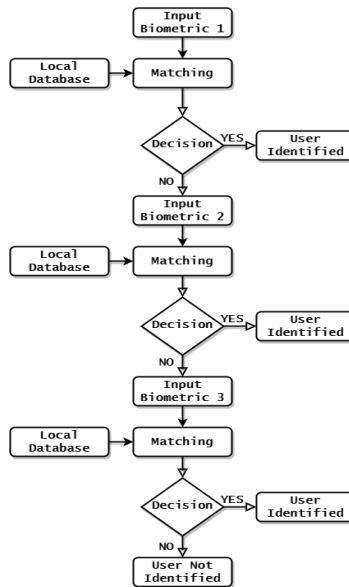 Input
Biometric 1
Local
Database
Matching
Decision
YES
User
Identified
NO
Input
Biometric 2
Local
Database
Matching
Decision
YES
User
Identified
NO
Input
Biometric 3
Local
Database
Matching
Decision
YES
User
Identified
NO
User Not
Identified